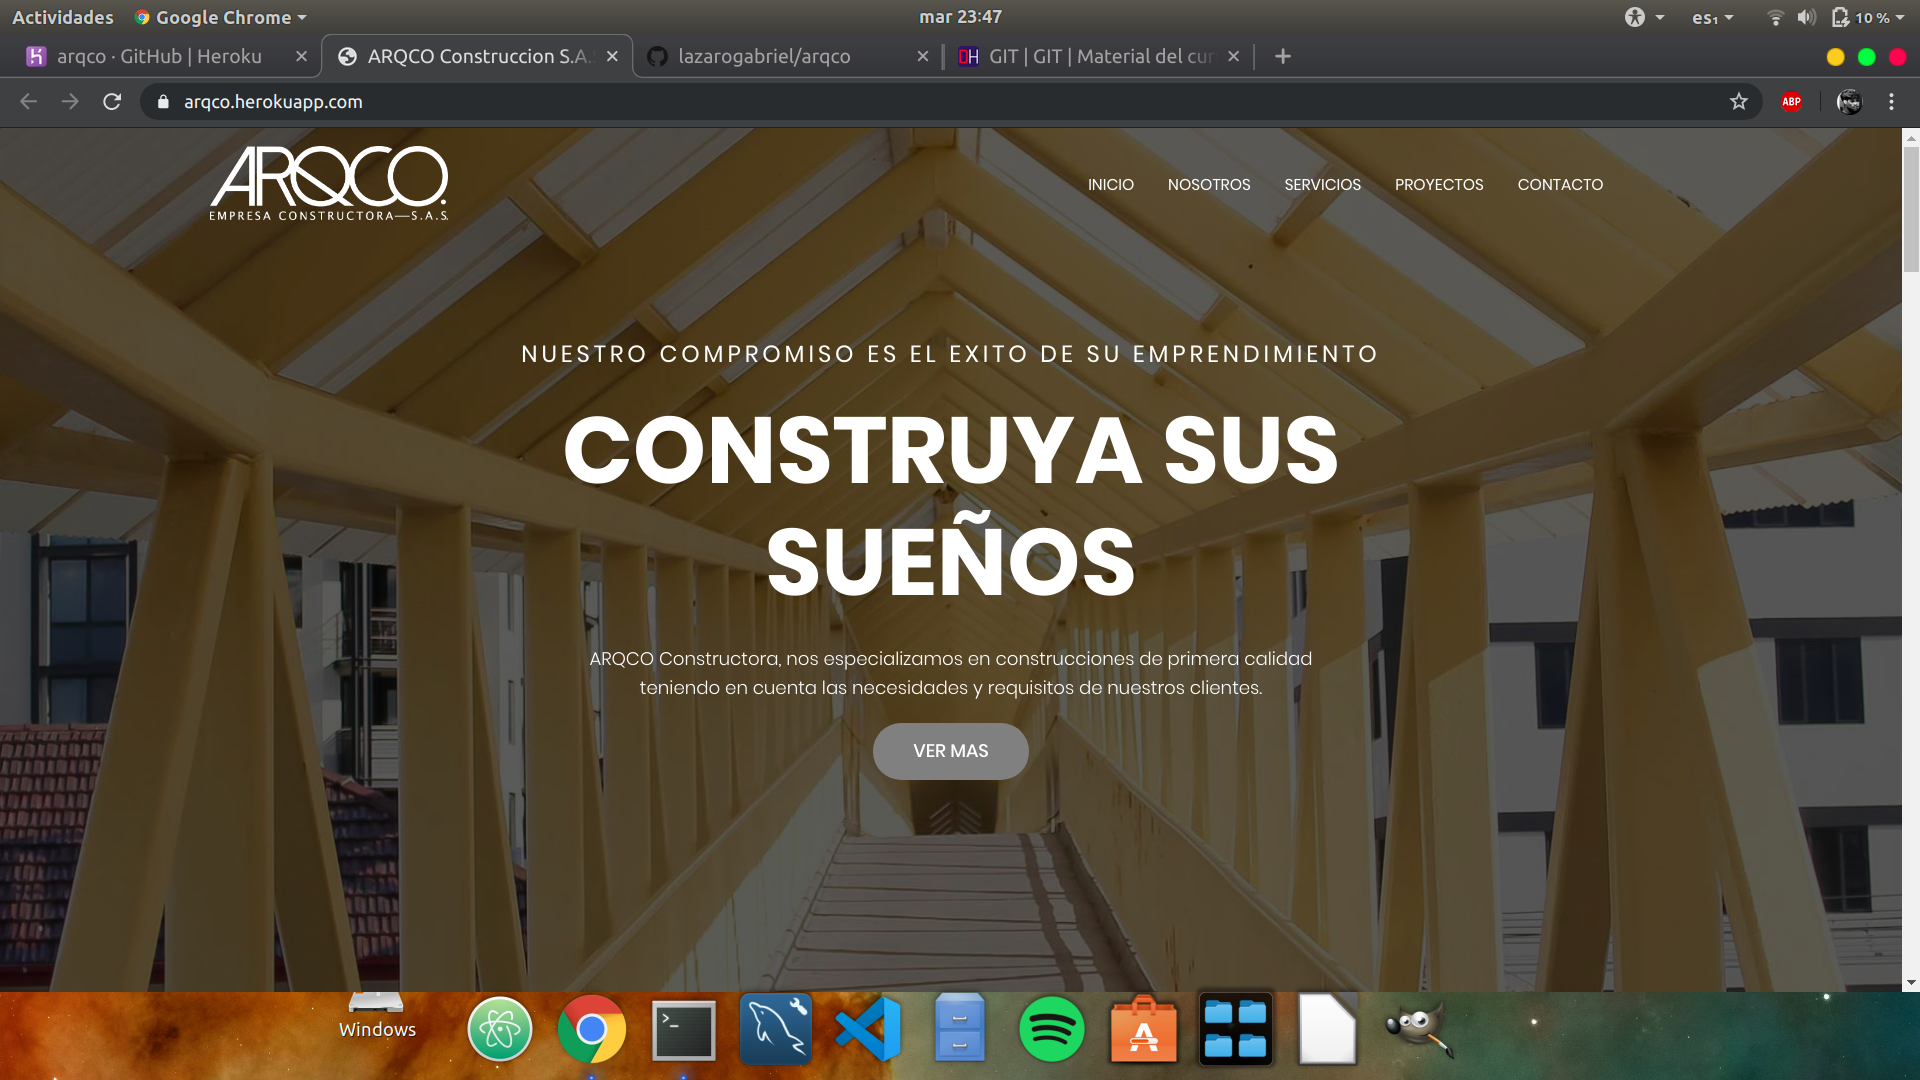 Actividades
Google Chrome
mar 23:47
es₁
10 %
arqco · GitHub | Heroku
ARQCO Construccion S.A.
lazarogabriel/arqco
DH
GIT | GIT | Material del cur
arqco.herokuapp.com
ABP
ARQCO.
EMPRESA CONSTRUCTORA—S.A.S.
INICIO
NOSOTROS
SERVICIOS
PROYECTOS
CONTACTO
NUESTRO COMPROMISO ES EL EXITO DE SU EMPRENDIMIENTO
CONSTRUYA SUS
SUEÑOS
ARQCO Constructora, nos especializamos en construcciones de primera calidad
teniendo en cuenta las necesidades y requisitos de nuestros clientes.
VER MAS
Windows